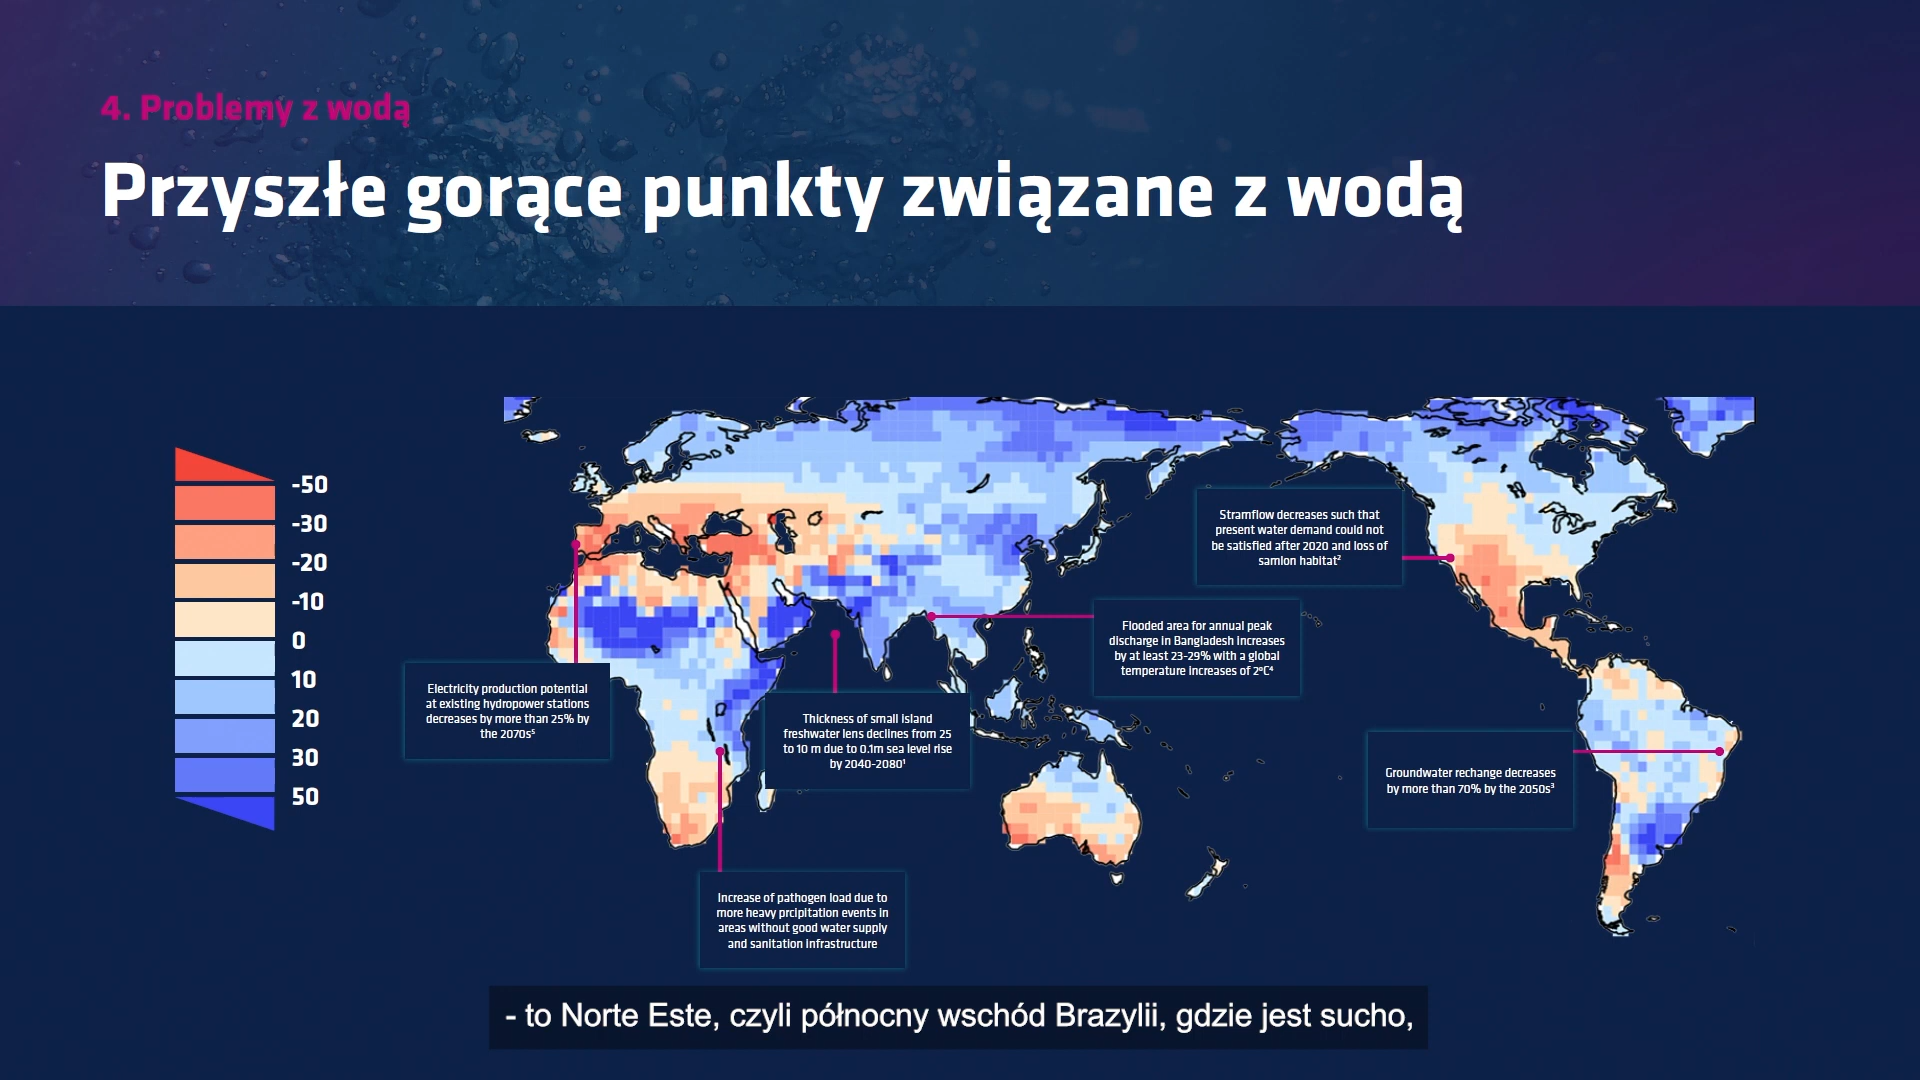 4. Problemy z wodą
Przyszłe gorące punkty związane z wodą
-50
-30
-20
-10
0
10
20
30
50
Stramflow decreases such that
present water demand could not
be satisfied after 2020 and loss of
samlon habitat²
Flooded area for annual peak
discharge in Bangladesh increases
by at least 23-29% with a global
temperature increases of 2ºC⁴
Electricity production potential
at existing hydropower stations
decreases by more than 25% by
the 2070s⁵
Thickness of small island
freshwater lens declines from 25
to 10 m due to 0.1m sea level rise
by 2040-2080¹
Groundwater rechange decreases
by more than 70% by the 2050s³
Increase of pathogen load due to
more heavy prcipitation events in
areas without good water supply
and sanitation infrastructure
- to Norte Este, czyli północny wschód Brazylii, gdzie jest sucho,